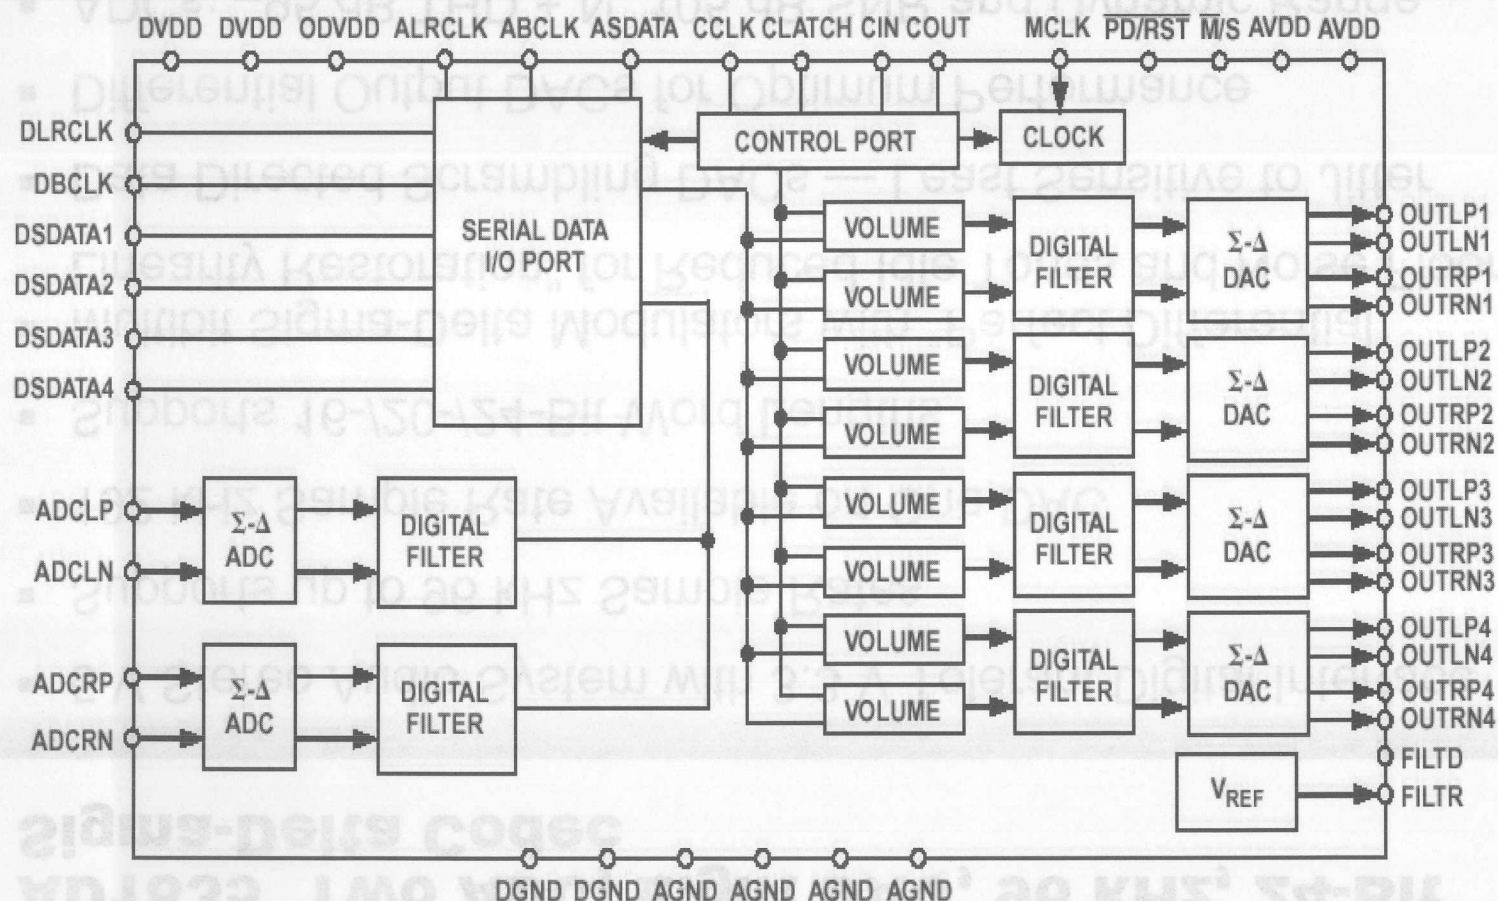 DVDD DVDD ODVDD ALRCLK ABCLK ASDATA CCLK CLATCH CIN COUT MCLK PD/RST M/S AVDD AVDD
DLRCLK
DBCLK
DSDATA1
DSDATA2
DSDATA3
DSDATA4
ADCLP
ADCLN
ADCRP
ADCRN
SERIAL DATA
I/O PORT
CONTROL PORT
CLOCK
Σ-Δ
ADC
DIGITAL
FILTER
Σ-Δ
ADC
DIGITAL
FILTER
VOLUME
VOLUME
VOLUME
VOLUME
VOLUME
VOLUME
VOLUME
VOLUME
DIGITAL
FILTER
DIGITAL
FILTER
DIGITAL
FILTER
DIGITAL
FILTER
Σ-Δ
DAC
Σ-Δ
DAC
Σ-Δ
DAC
Σ-Δ
DAC
VREF
OUTLP1
OUTLN1
OUTRP1
OUTRN1
OUTLP2
OUTLN2
OUTRP2
OUTRN2
OUTLP3
OUTLN3
OUTRP3
OUTRN3
OUTLP4
OUTLN4
OUTRP4
OUTRN4
FILTD
FILTR
DGND DGND AGND AGND AGND AGND